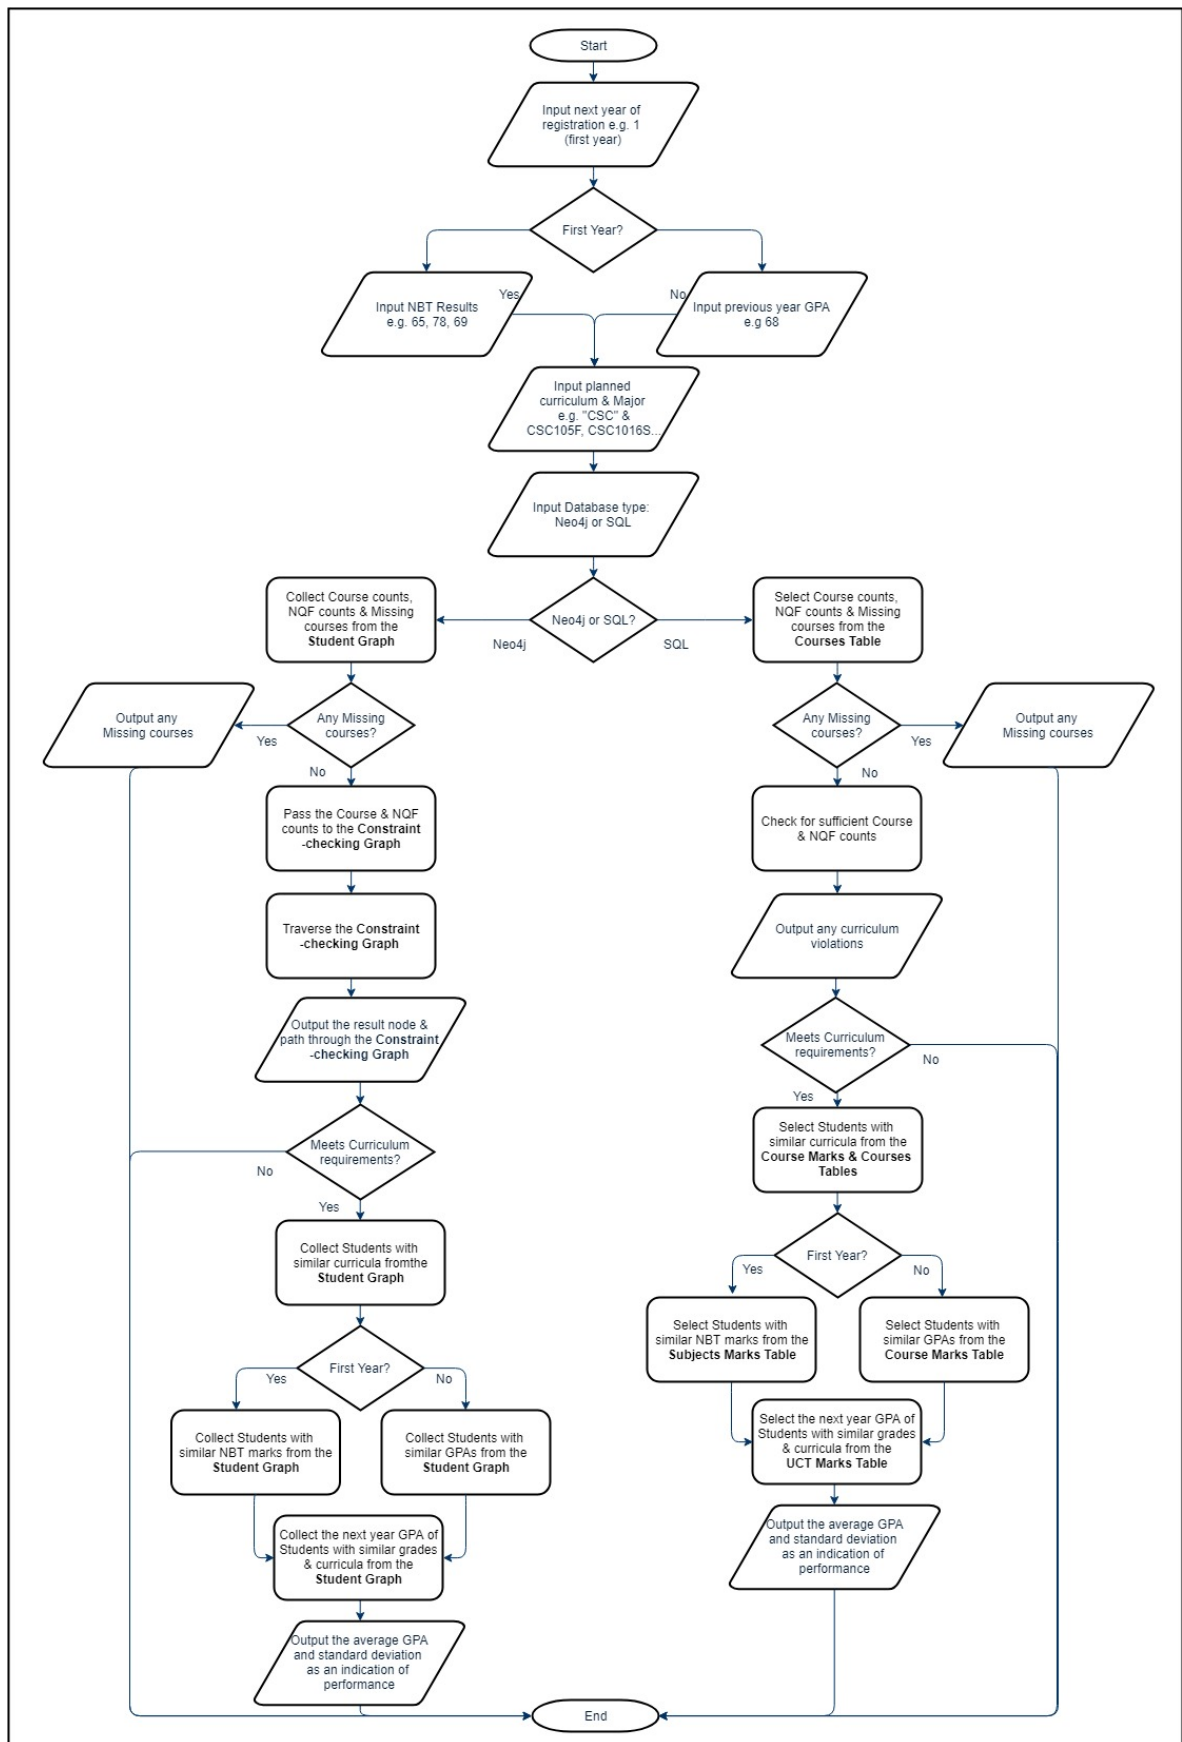 Start
Input next year of
registration e.g. 1
(first year)
First Year?
Yes
No
Input NBT Results
e.g. 65, 78, 69
Input previous year GPA
e.g 68
Input planned
curriculum & Major
e.g. "CSC" &
CSC105F, CSC1016S...
Input Database type:
Neo4j or SQL
Neo4j or SQL?
Neo4j
SQL
Collect Course counts,
NQF counts & Missing
courses from the
Student Graph
Any Missing
courses?
Yes
No
Output any
Missing courses
Pass the Course & NQF
counts to the Constraint
-checking Graph
Traverse the Constraint
-checking Graph
Output the result node &
path through the Constraint
-checking Graph
Meets Curriculum
requirements?
No
Yes
Collect Students with
similar curricula fromthe
Student Graph
First Year?
Yes
No
Collect Students with
similar NBT marks from the
Student Graph
Collect Students with
similar GPAs from the
Student Graph
Collect the next year GPA of
Students with similar grades
& curricula from the
Student Graph
Output the average GPA
and standard deviation
as an indication of
performance
Select Course counts,
NQF counts & Missing
courses from the
Courses Table
Any Missing
courses?
Yes
No
Output any
Missing courses
Check for sufficient Course
& NQF counts
Output any curriculum
violations
Meets Curriculum
requirements?
No
Yes
Select Students with
similar curricula from the
Course Marks & Courses
Tables
First Year?
Yes
No
Select Students with
similar NBT marks from the
Subjects Marks Table
Select Students with
similar GPAs from the
Course Marks Table
Select the next year GPA of
Students with similar grades
& curricula from the
UCT Marks Table
Output the average GPA
and standard deviation
as an indication of
performance
End